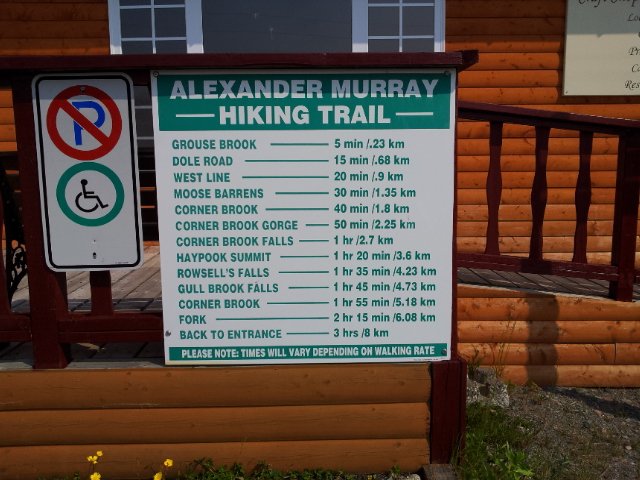 P
ALEXANDER MURRAY
HIKING TRAIL
GROUSE BROOK 5 min /.23 km
DOLE ROAD 15 min /.68 km
WEST LINE 20 min /.9 km
MOOSE BARRENS 30 min /1.35 km
CORNER BROOK 40 min /1.8 km
CORNER BROOK GORGE 50 min /2.25 km
CORNER BROOK FALLS 1 hr /2.7 km
HAYPOOK SUMMIT 1 hr 20 min /3.6 km
ROWSELL'S FALLS 1 hr 35 min /4.23 km
GULL BROOK FALLS 1 hr 45 min /4.73 km
CORNER BROOK 1 hr 55 min /5.18 km
FORK 2 hr 15 min /6.08 km
BACK TO ENTRANCE 3 hrs /8 km
PLEASE NOTE: TIMES WILL VARY DEPENDING ON WALKING RATE